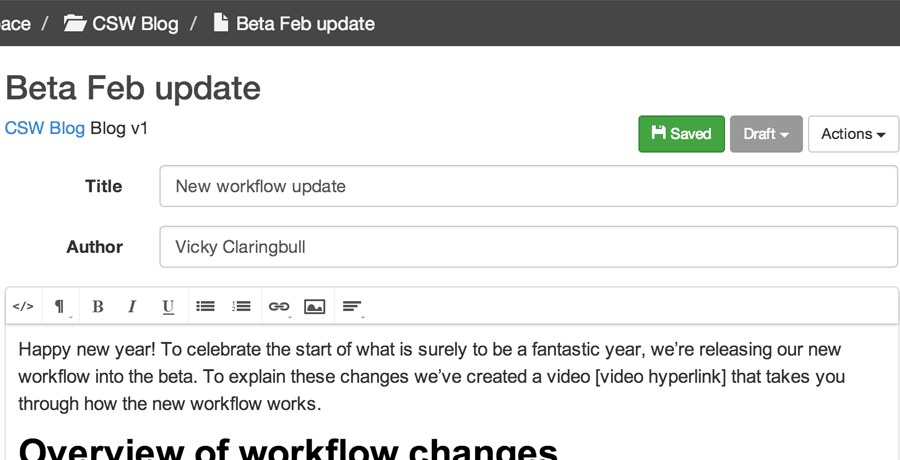 ace / CSW Blog / Beta Feb update
Beta Feb update
CSW Blog Blog v1
Saved Draft Actions
Title New workflow update
Author Vicky Claringbull
</> ¶ B I U
Happy new year! To celebrate the start of what is surely to be a fantastic year, we’re releasing our new
workflow into the beta. To explain these changes we’ve created a video [video hyperlink] that takes you
through how the new workflow works.
Overview of workflow changes